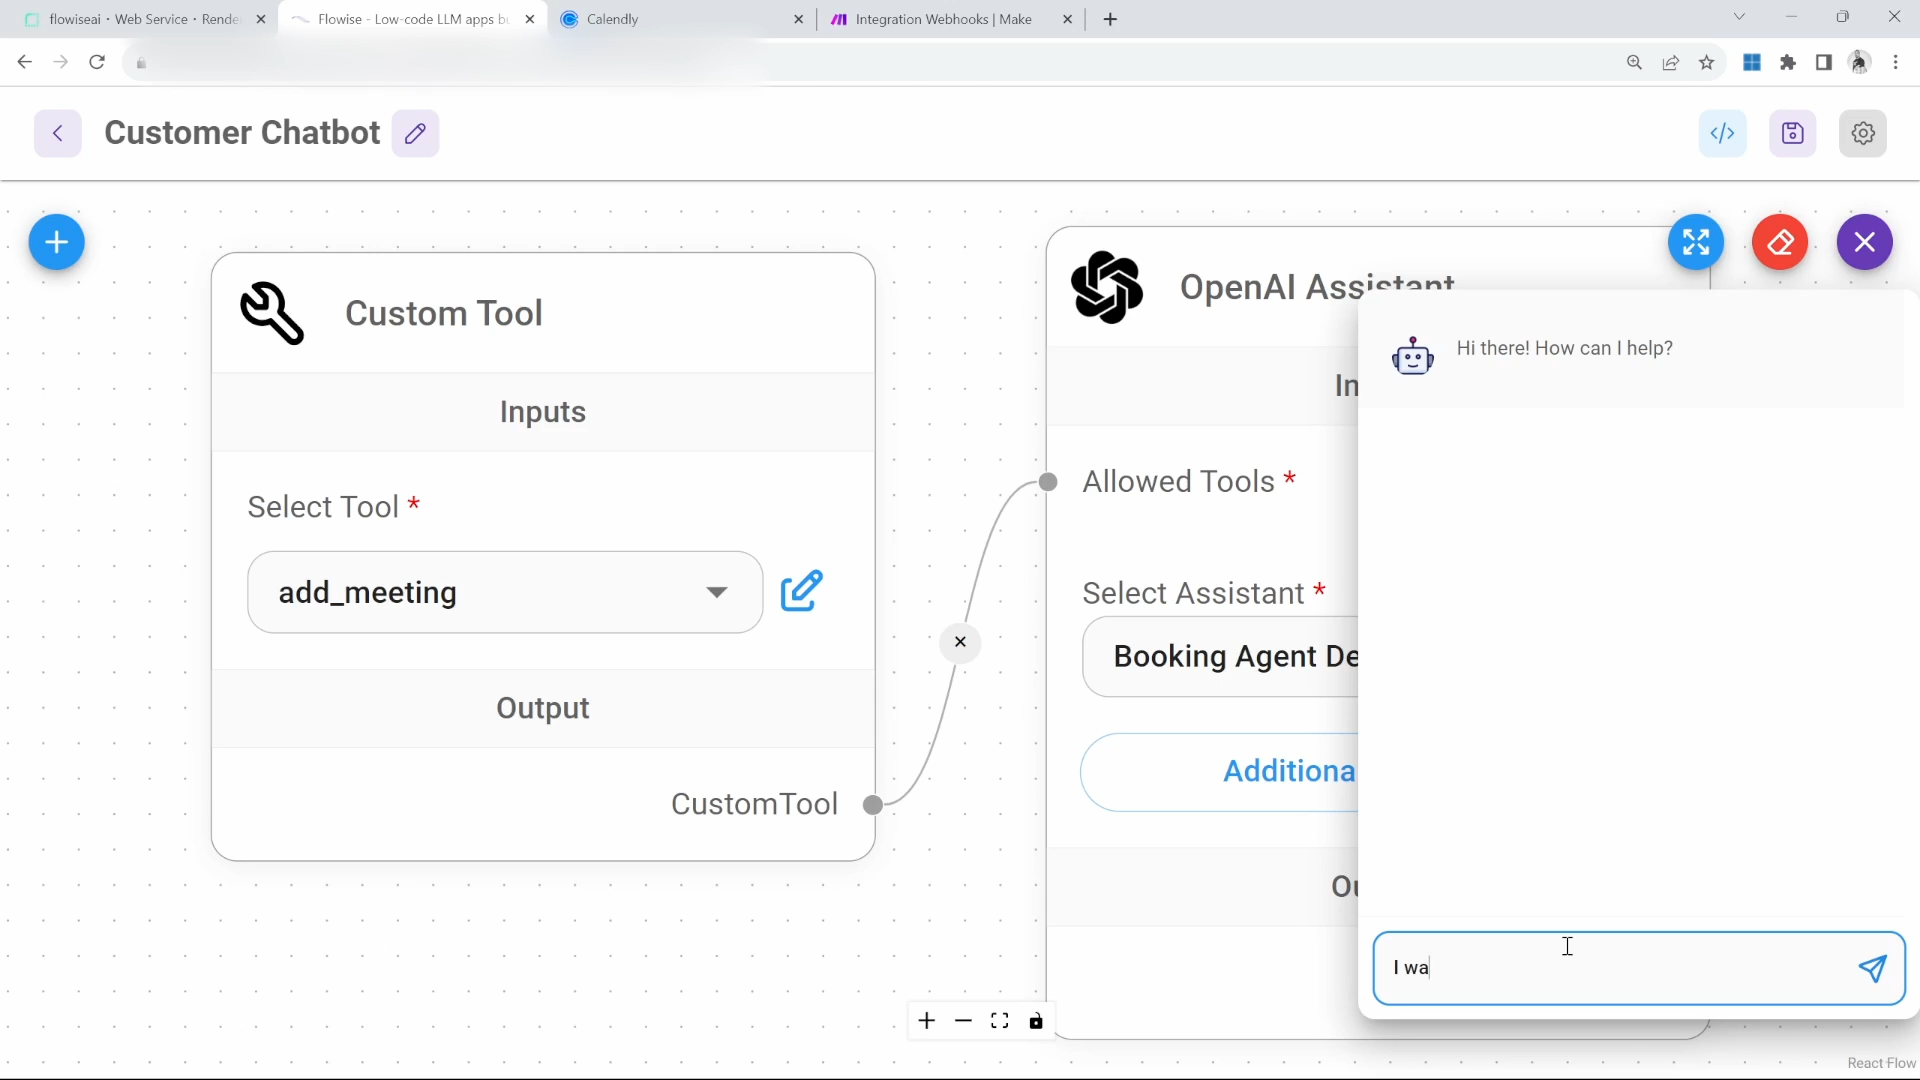 flowiseai · Web Service · Rende
Flowise - Low-code LLM apps bu
Calendly
Integration Webhooks | Make
Customer Chatbot
Custom Tool
Inputs
Select Tool *
add_meeting
Output
CustomTool
OpenAI Assistant
In
Allowed Tools *
Select Assistant *
Booking Agent De
Additiona
Ou
Hi there! How can I help?
I wa
React Flow